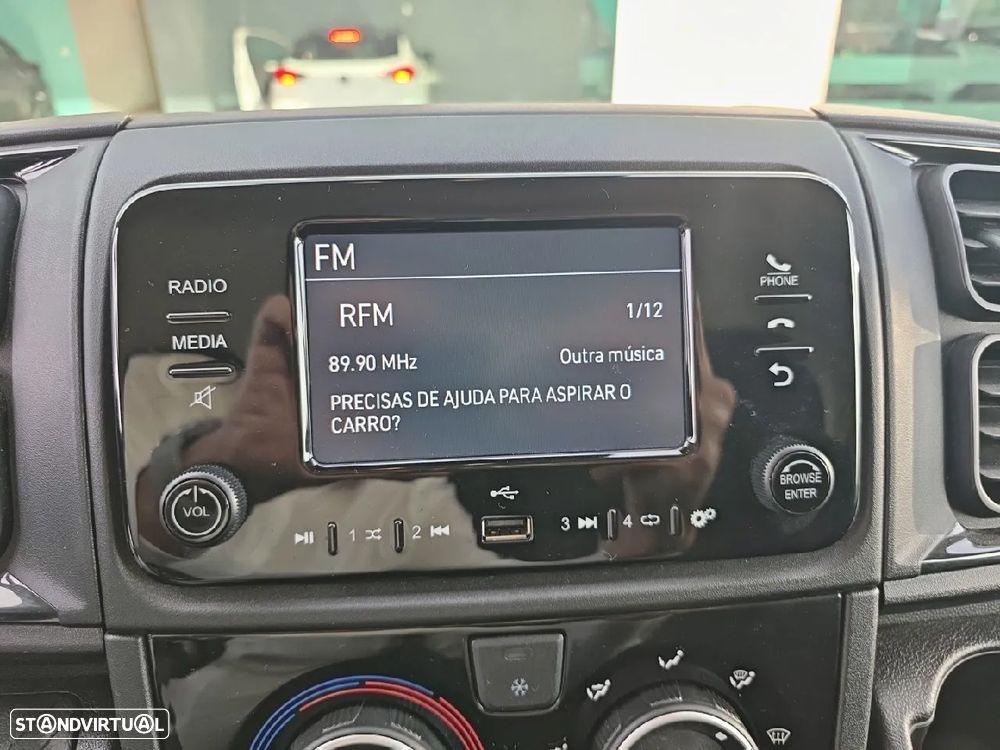 FM
RFM
1/12
89.90 MHz
Outra música
PRECISAS DE AJUDA PARA ASPIRAR O
CARRO?
RADIO
MEDIA
VOL
PHONE
BROWSE
ENTER
1
2
3
4
STANDVIRTUAL